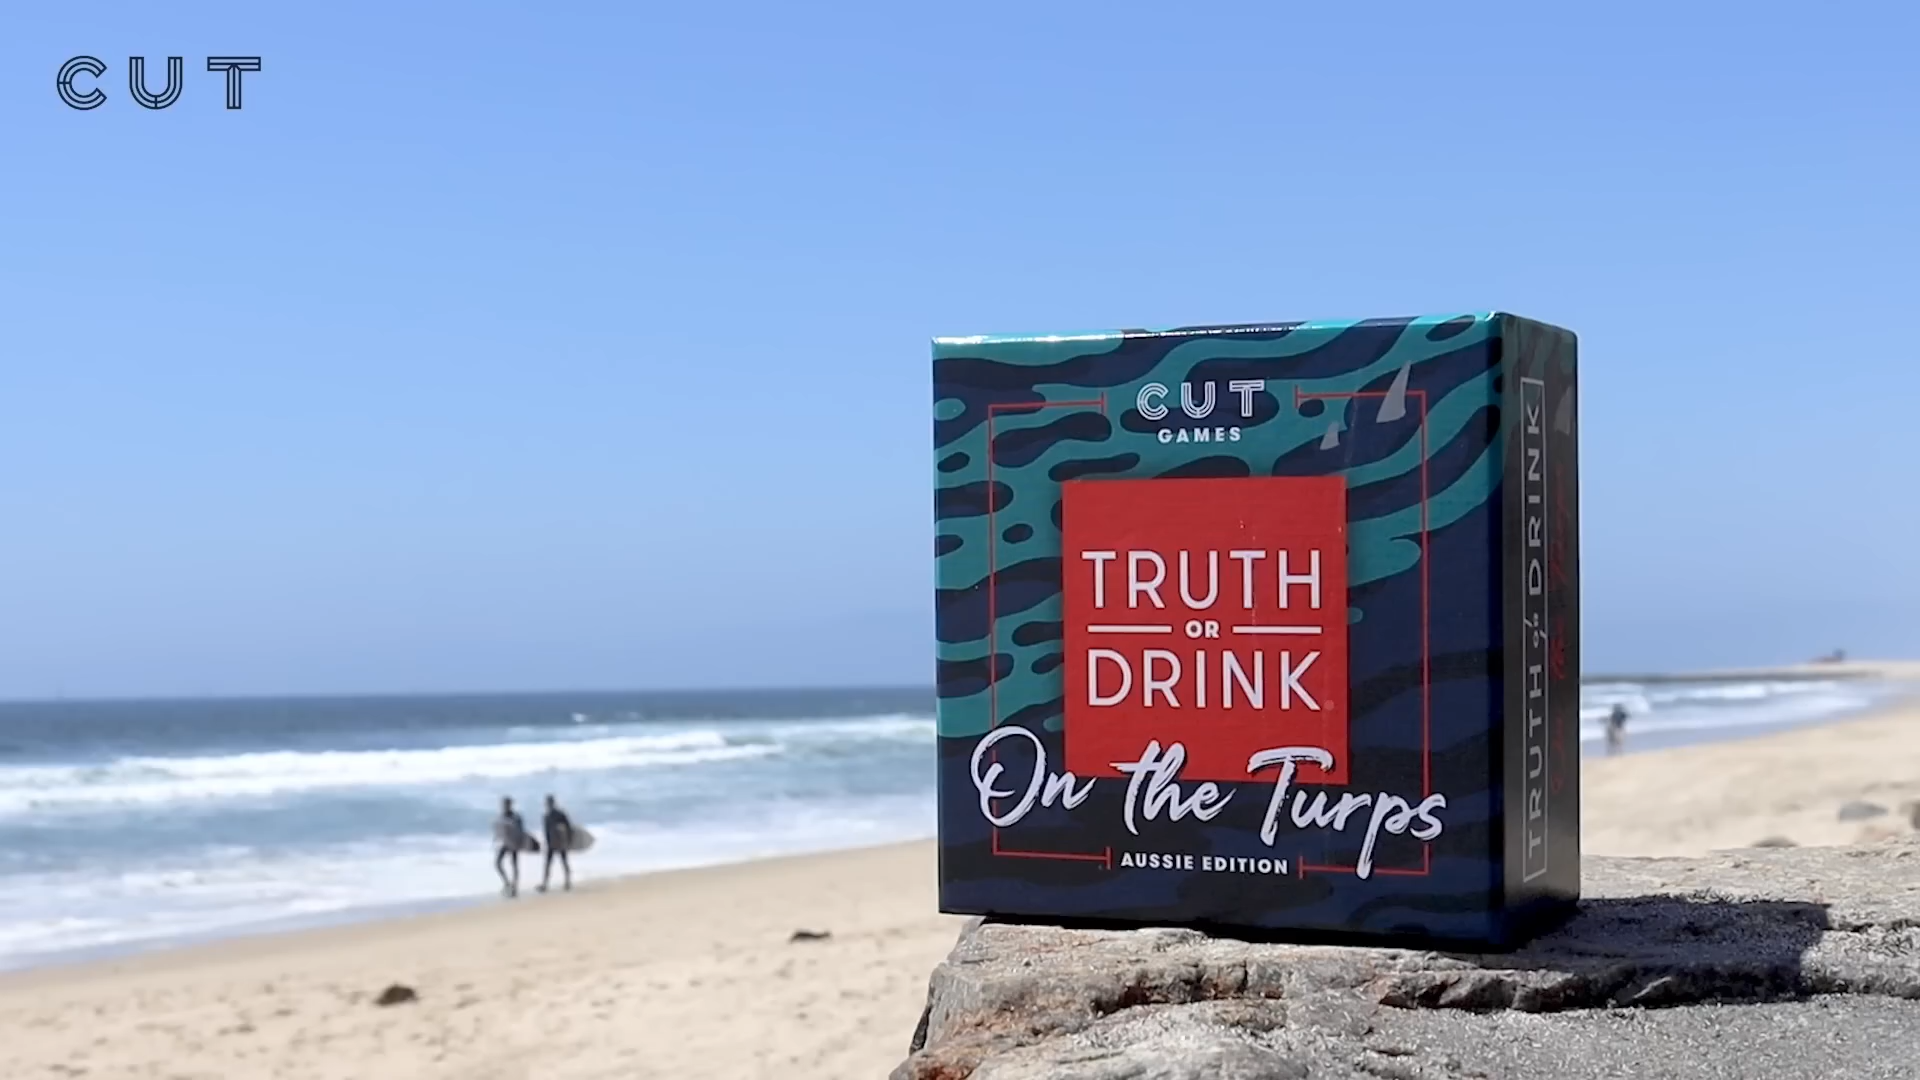 CUT
CUT
GAMES
TRUTH
OR
DRINK
On the Turps
AUSSIE EDITION
TRUTH or DRINK